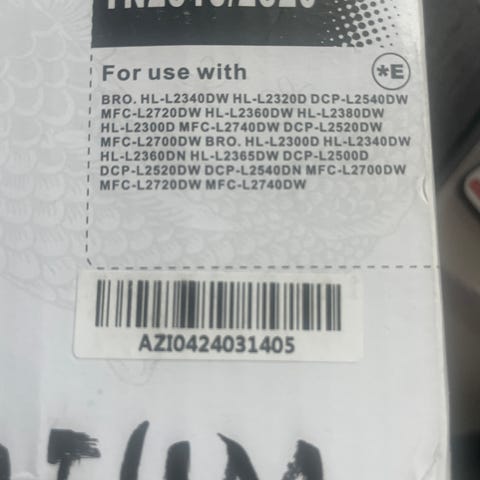 For use with
*E
BRO. HL-L2340DW HL-L2320D DCP-L2540DW
MFC-L2720DW HL-L2360DW HL-L2380DW
HL-L2300D MFC-L2740DW DCP-L2520DW
MFC-L2700DW BRO. HL-L2300D HL-L2340DW
HL-L2360DN HL-L2365DW DCP-L2500D
DCP-L2520DW DCP-L2540DN MFC-L2700DW
MFC-L2720DW MFC-L2740DW
AZI0424031405